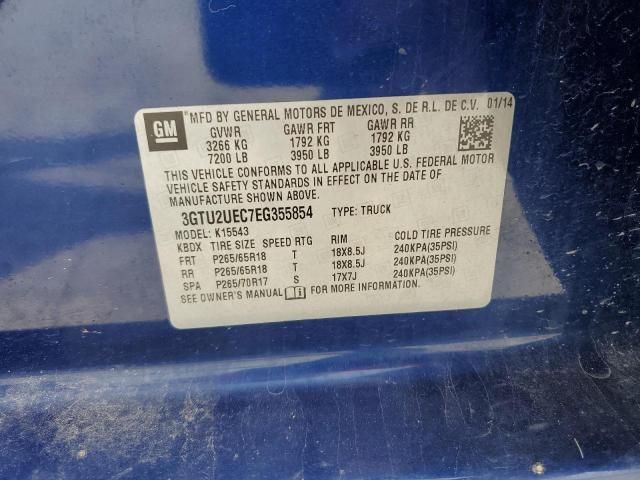 MFD BY GENERAL MOTORS DE MEXICO, S. DE R.L. DE C.V. 01/14
GM
GVWR GAWR FRT GAWR RR
3266 KG 1792 KG 1792 KG
7200 LB 3950 LB 3950 LB
THIS VEHICLE CONFORMS TO ALL APPLICABLE U.S. FEDERAL MOTOR
VEHICLE SAFETY STANDARDS IN EFFECT ON THE DATE OF
MANUFACTURE SHOWN ABOVE.
3GTU2UEC7EG355854 TYPE: TRUCK
MODEL: K15543
KBDX TIRE SIZE SPEED RTG RIM COLD TIRE PRESSURE
FRT P265/65R18 T 18X8.5J 240KPA(35PSI)
RR P265/65R18 T 18X8.5J 240KPA(35PSI)
SPA P265/70R17 S 17X7J 240KPA(35PSI)
SEE OWNER'S MANUAL FOR MORE INFORMATION.